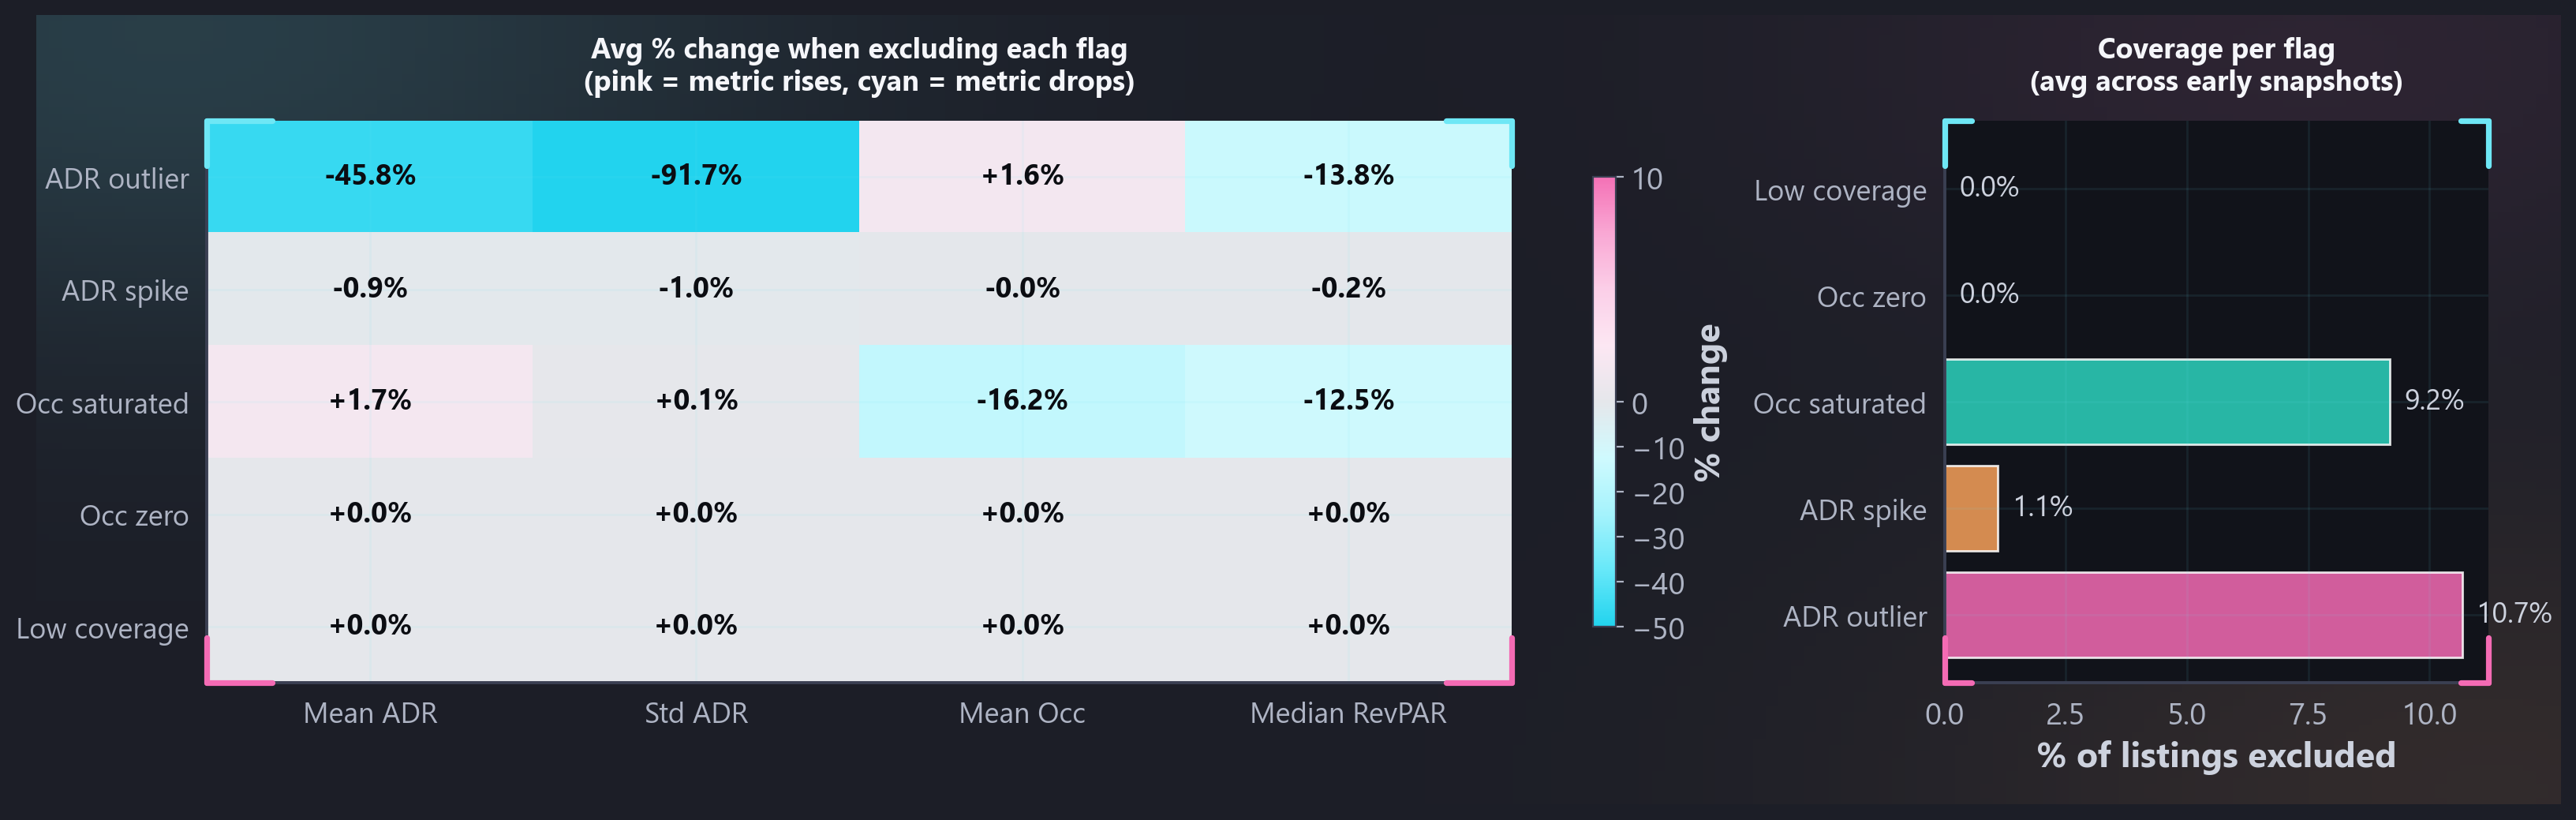 Avg % change when excluding each flag
(pink = metric rises, cyan = metric drops)
ADR outlier
-45.8%
-91.7%
+1.6%
-13.8%
ADR spike
-0.9%
-1.0%
-0.0%
-0.2%
Occ saturated
+1.7%
+0.1%
-16.2%
-12.5%
Occ zero
+0.0%
+0.0%
+0.0%
+0.0%
Low coverage
+0.0%
+0.0%
+0.0%
+0.0%
Mean ADR
Std ADR
Mean Occ
Median RevPAR
10
0
−10
−20
−30
−40
−50
% change
Coverage per flag
(avg across early snapshots)
Low coverage
0.0%
Occ zero
0.0%
Occ saturated
9.2%
ADR spike
1.1%
ADR outlier
10.7%
0.0
2.5
5.0
7.5
10.0
% of listings excluded